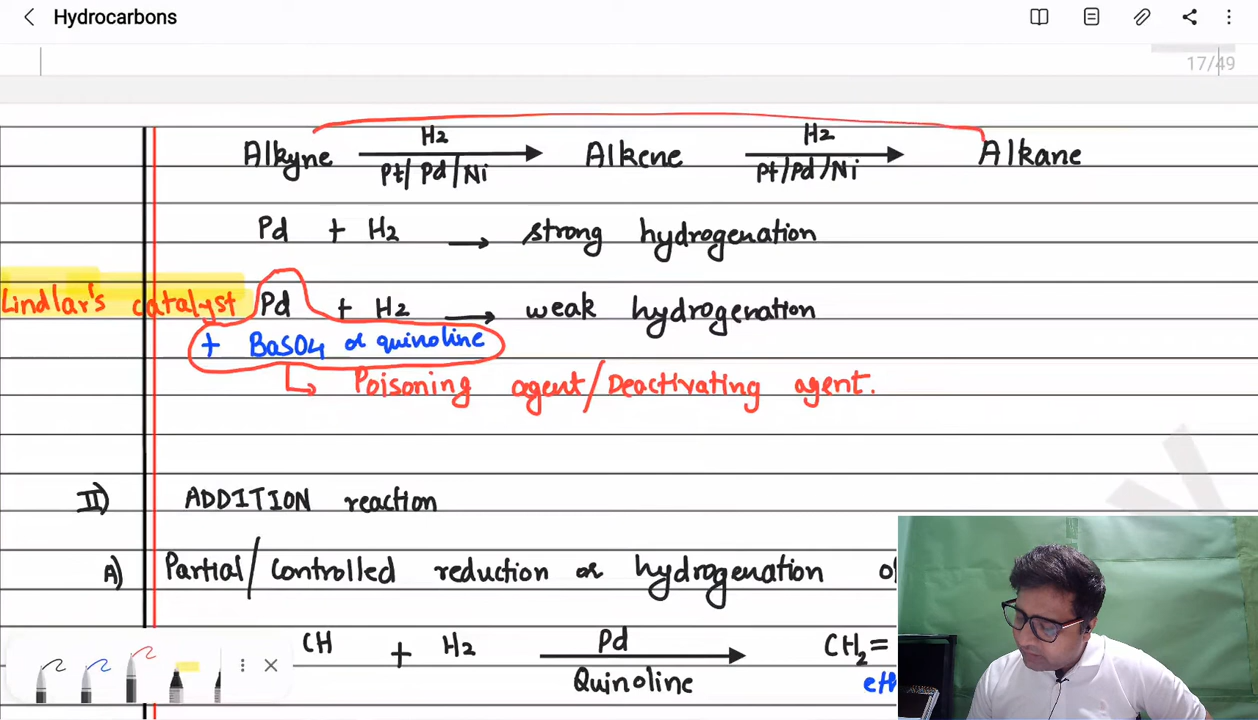 Hydrocarbons
17/49
H2 H2
Alkyne Alkene Alkane
Pt/Pd/Ni Pt/Pd/Ni
Pd + H2 → strong hydrogenation
Lindlar's catalyst Pd + H2 → weak hydrogenation
+ BaSO4 or quinoline
Poisoning agent/Deactivating agent.
II) ADDITION reaction
A) Partial/controlled reduction or hydrogenation
CH + H2 Pd CH2=
Quinoline eth